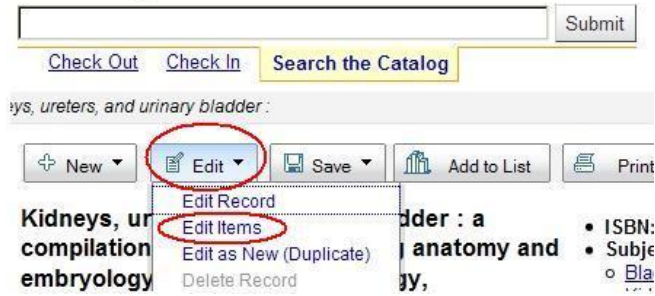 Submit
Check Out Check In Search the Catalog
ys, ureters, and urinary bladder :
New Edit Save Add to List Print
Edit Record
Kidneys, ur dder : a
Edit Items
ISBN:
compilation anatomy and
Edit as New (Duplicate)
Subje
embryology gy,
Delete Record
Bla